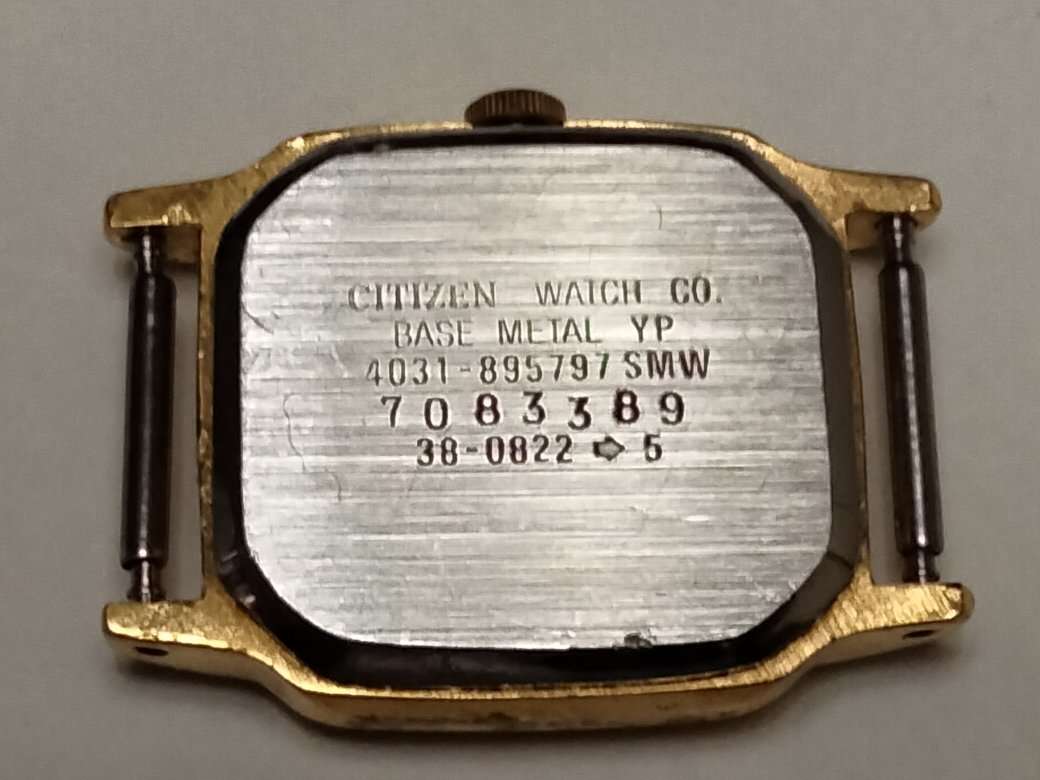 CITIZEN WATCH CO.
BASE METAL YP
4031-895797 SMW
7083389
38-0822 ➩ 5